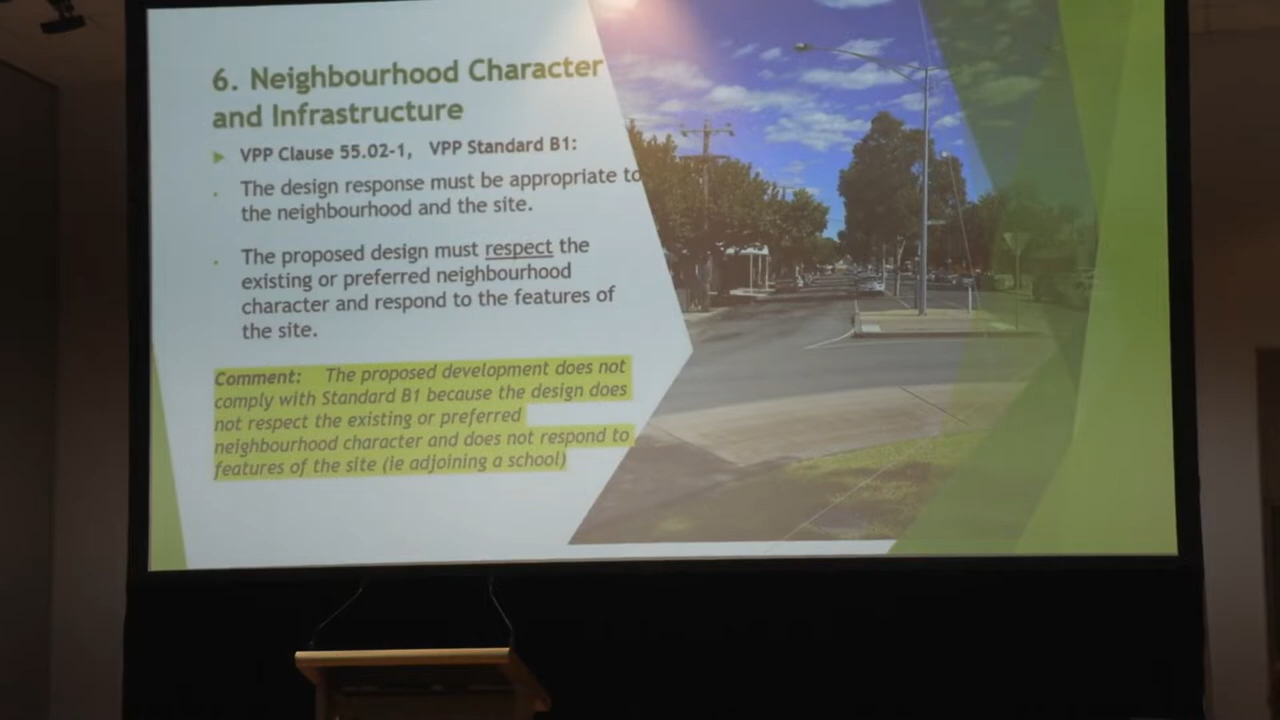 6. Neighbourhood Character
and Infrastructure
VPP Clause 55.02-1, VPP Standard B1:
The design response must be appropriate to
the neighbourhood and the site.
The proposed design must respect the
existing or preferred neighbourhood
character and respond to the features of
the site.
Comment: The proposed development does not
comply with Standard B1 because the design does
not respect the existing or preferred
neighbourhood character and does not respond to
features of the site (ie adjoining a school)